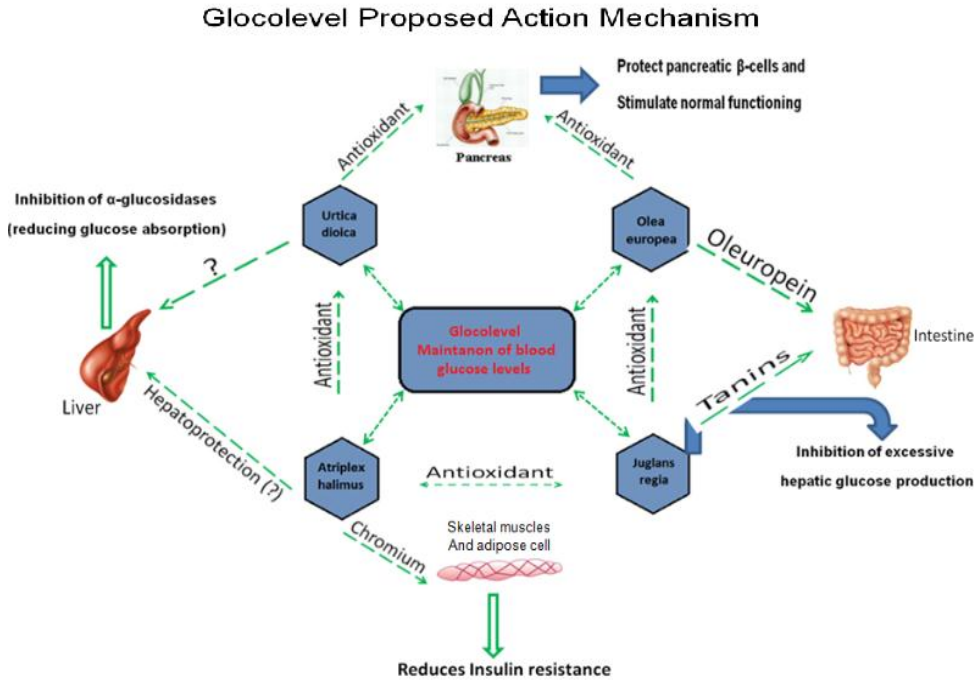 Glocolevel Proposed Action Mechanism
Protect pancreatic β-cells and
Stimulate normal functioning
Pancreas
Antioxidant
Antioxidant
Inhibition of α-glucosidases
(reducing glucose absorption)
Urtica
dioica
Olea
europea
?
Oleuropein
Antioxidant
Glocolevel
Maintanon of blood
glucose levels
Antioxidant
Intestine
Liver
Tanins
Hepatoprotection (?)
Atriplex
halimus
Antioxidant
Juglans
regia
Inhibition of excessive
hepatic glucose production
Chromium
Skeletal muscles
And adipose cell
Reduces Insulin resistance